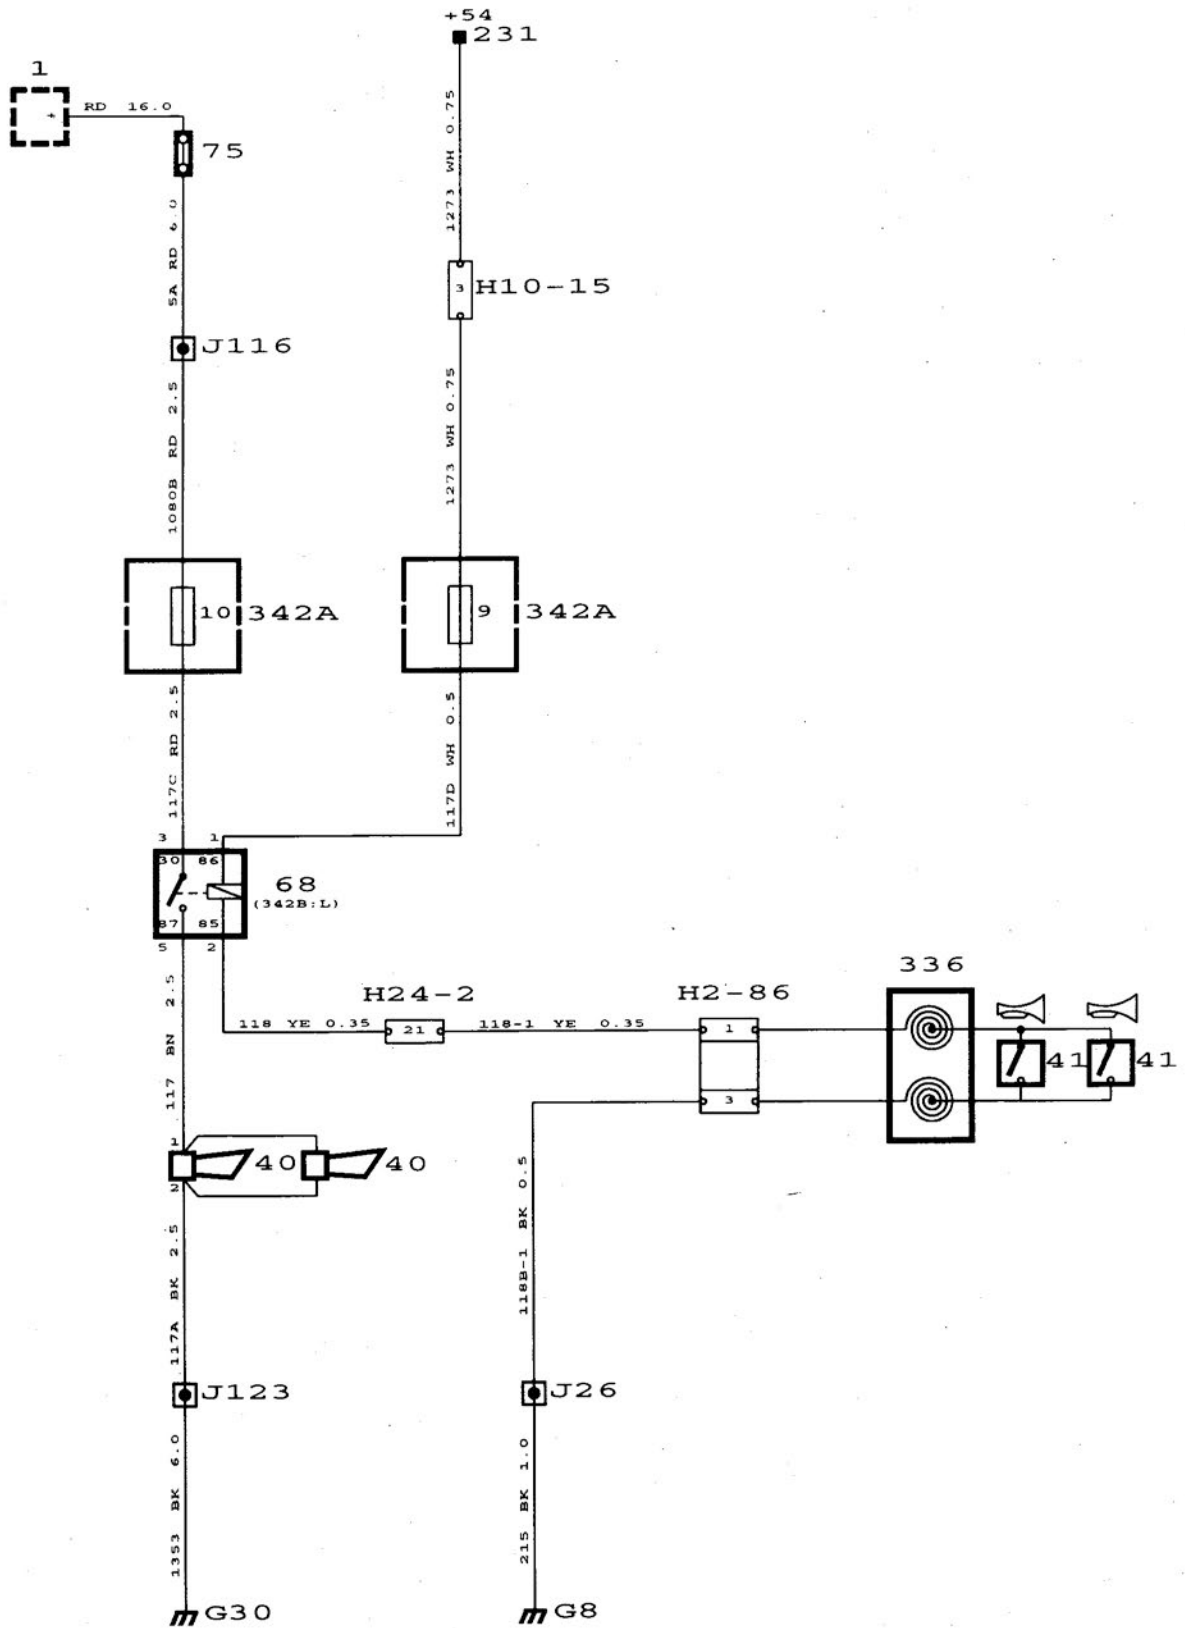 +54
231
1
+
RD 16.0
75
1273 WH 0.75
5A RD 6.0
3
H10-15
J116
1080B RD 2.5
1273 WH 0.75
10
342A
9
342A
117C RD 2.5
117D WH 0.5
3 1
30 86
68
(342B:L)
87 85
5 2
336
H24-2
H2-86
118 YE 0.35
21
118-1 YE 0.35
1
117 BN 2.5
41
41
3
1
40
40
2
117A BK 2.5
118B-1 BK 0.5
J123
J26
1353 BK 6.0
215 BK 1.0
G30
G8